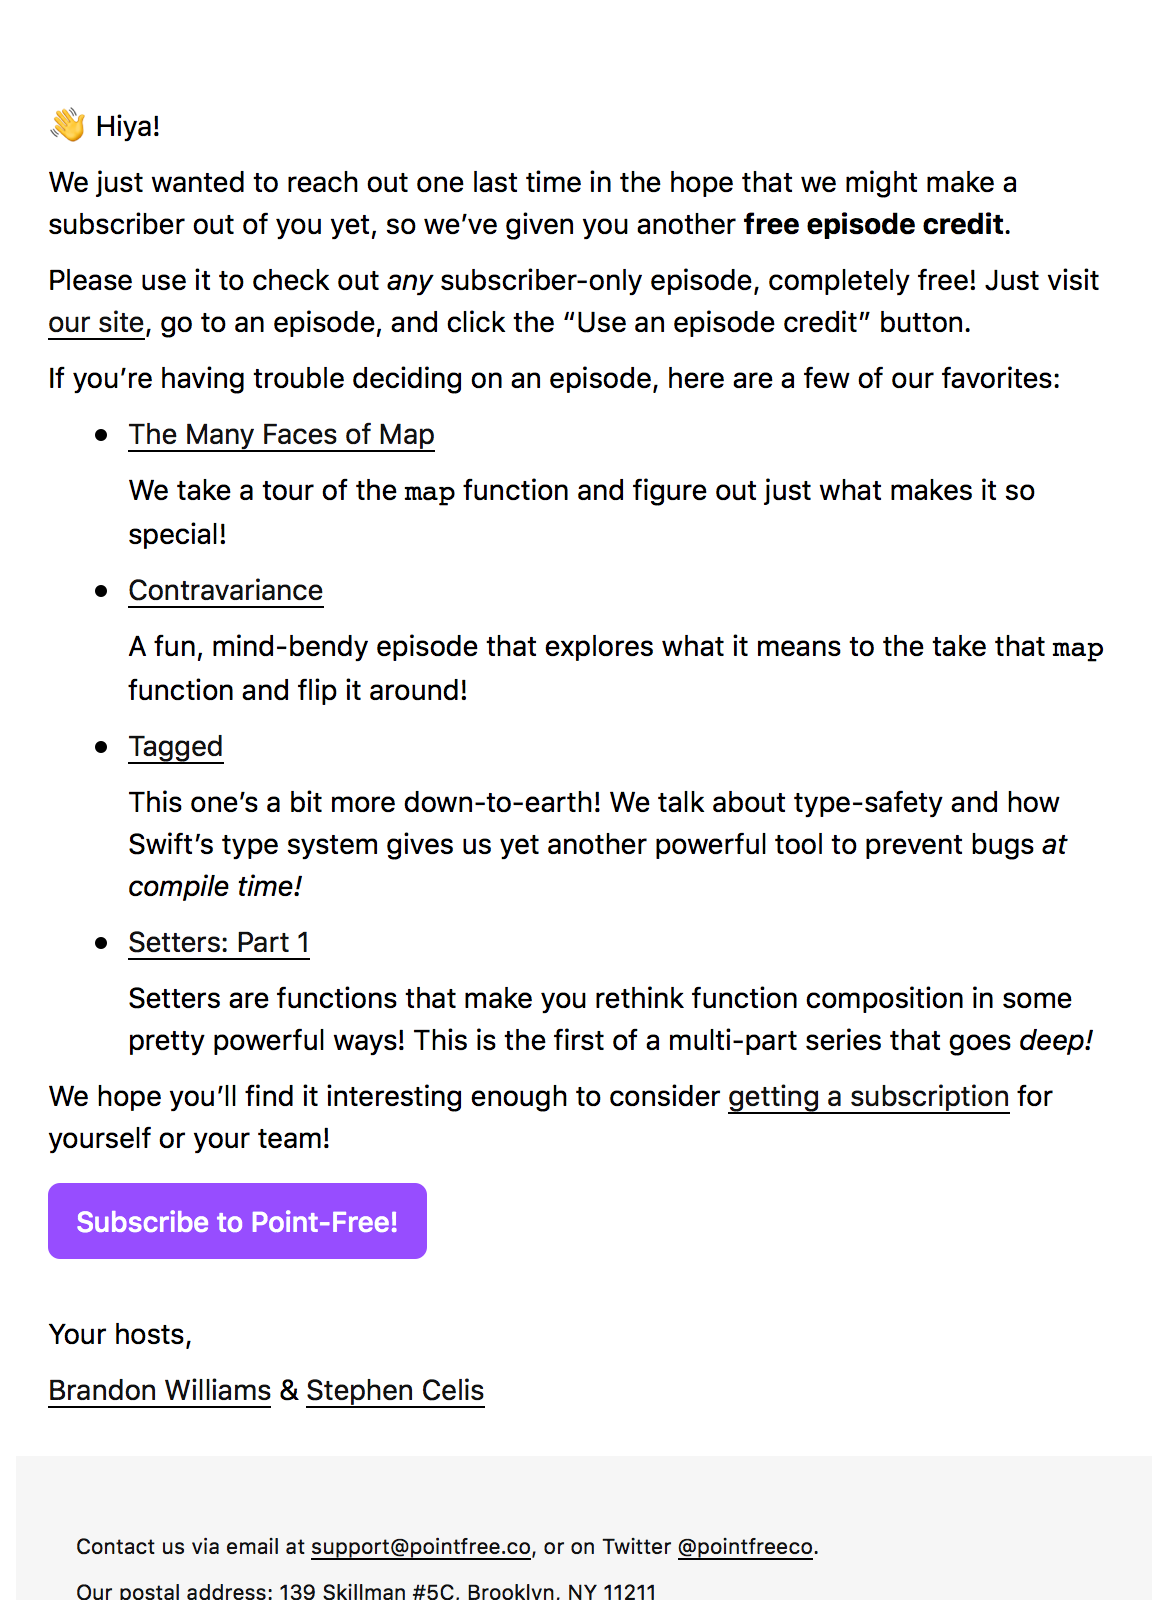 👋 Hiya!
We just wanted to reach out one last time in the hope that we might make a
subscriber out of you yet, so we’ve given you another free episode credit.
Please use it to check out any subscriber-only episode, completely free! Just visit
our site, go to an episode, and click the “Use an episode credit” button.
If you’re having trouble deciding on an episode, here are a few of our favorites:
• The Many Faces of Map
We take a tour of the map function and figure out just what makes it so
special!
• Contravariance
A fun, mind-bendy episode that explores what it means to the take that map
function and flip it around!
• Tagged
This one’s a bit more down-to-earth! We talk about type-safety and how
Swift’s type system gives us yet another powerful tool to prevent bugs at
compile time!
• Setters: Part 1
Setters are functions that make you rethink function composition in some
pretty powerful ways! This is the first of a multi-part series that goes deep!
We hope you’ll find it interesting enough to consider getting a subscription for
yourself or your team!
Subscribe to Point-Free!
Your hosts,
Brandon Williams & Stephen Celis
Contact us via email at support@pointfree.co, or on Twitter @pointfreeco.
Our postal address: 139 Skillman #5C, Brooklyn, NY 11211